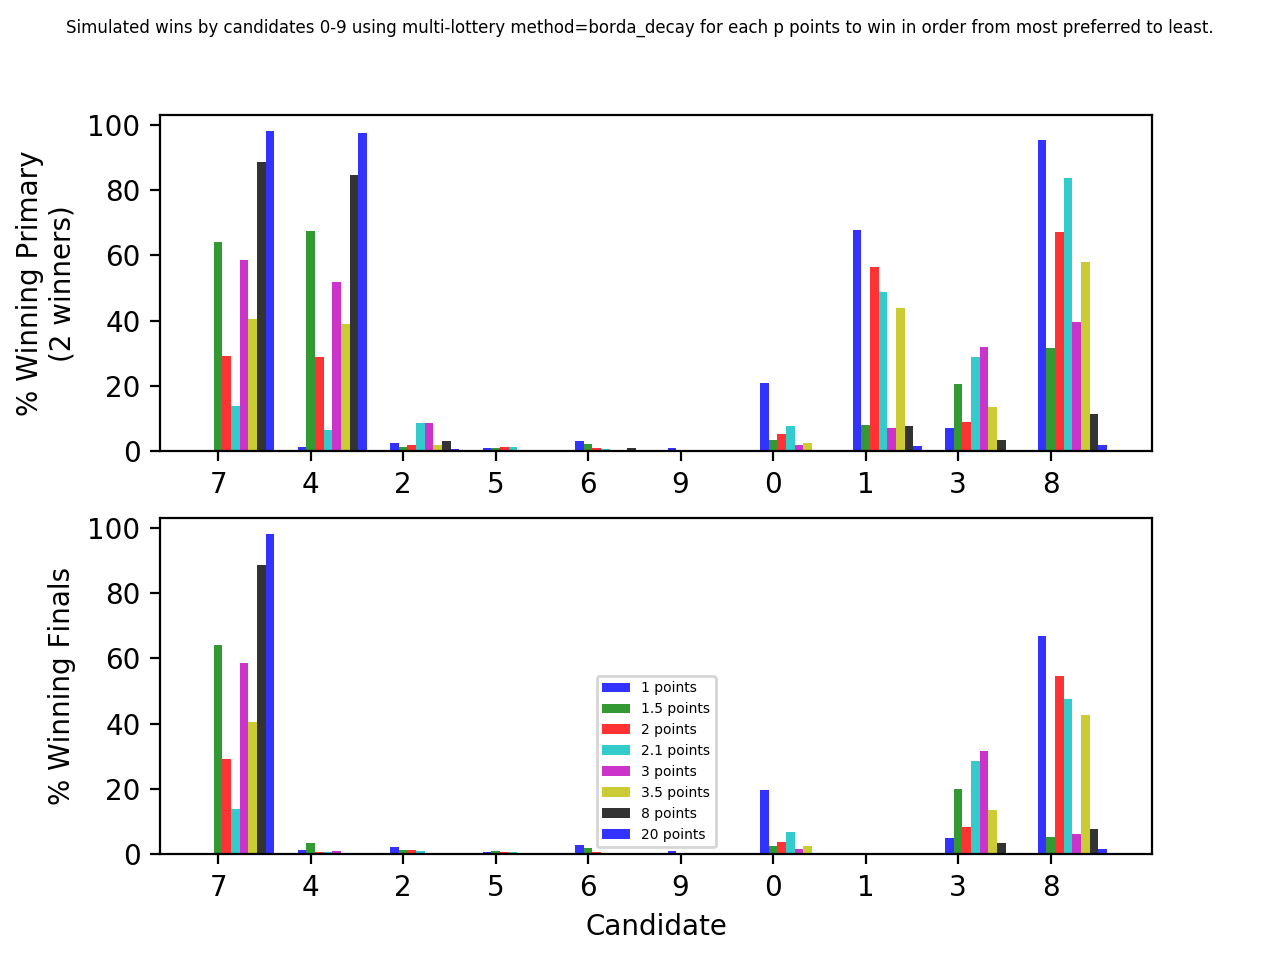 Simulated wins by candidates 0-9 using multi-lottery method=borda_decay for each p points to win in order from most preferred to least.
% Winning Primary
(2 winners)
100
80
60
40
20
0
7 4 2 5 6 9 0 1 3 8
% Winning Finals
100
80
60
40
20
0
1 points
1.5 points
2 points
2.1 points
3 points
3.5 points
8 points
20 points
7 4 2 5 6 9 0 1 3 8
Candidate